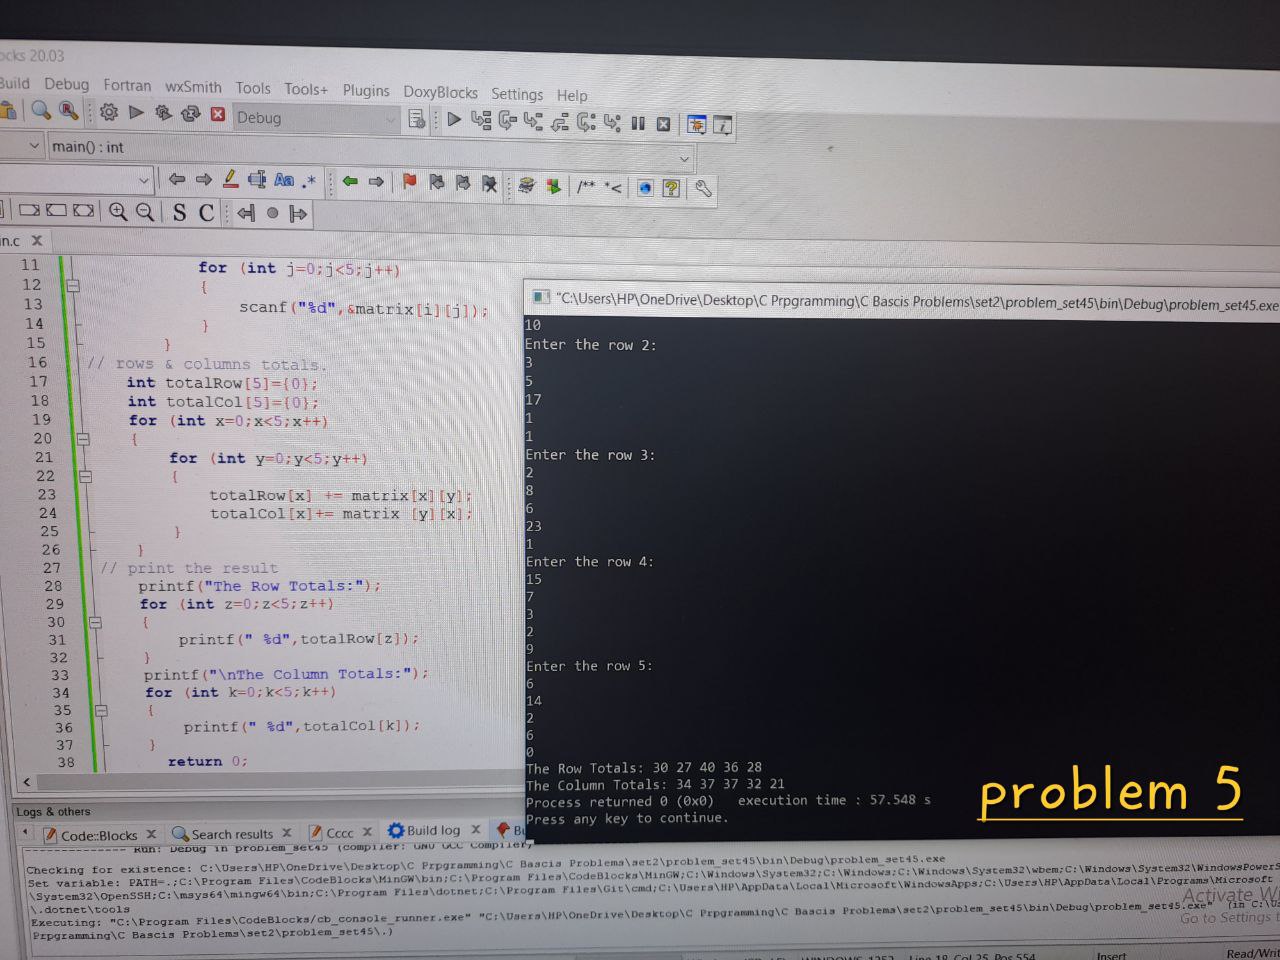 ocks 20.03
Build Debug Fortran wxSmith Tools Tools+ Plugins DoxyBlocks Settings Help
Debug
main() : int
Aa .* /** *<
S C
n.c X
11 for (int j=0;j<5;j++)
12 {
13 scanf("%d",&matrix[i][j]);
14 }
15 }
16 // rows & columns totals.
17 int totalRow[5]={0};
18 int totalCol[5]={0};
19 for (int x=0;x<5;x++)
20 {
21 for (int y=0;y<5;y++)
22 {
23 totalRow[x] += matrix[x][y];
24 totalCol[x]+= matrix [y][x];
25 }
26 }
27 // print the result
28 printf("The Row Totals:");
29 for (int z=0;z<5;z++)
30 {
31 printf(" %d",totalRow[z]);
32 }
33 printf("\nThe Column Totals:");
34 for (int k=0;k<5;k++)
35 {
36 printf(" %d",totalCol[k]);
37 }
38 return 0;
"C:\Users\HP\OneDrive\Desktop\C Prpgramming\C Bascis Problems\set2\problem_set45\bin\Debug\problem_set45.exe
10
Enter the row 2:
3
5
17
1
1
Enter the row 3:
2
8
6
23
1
Enter the row 4:
15
7
3
2
9
Enter the row 5:
6
14
2
6
0
The Row Totals: 30 27 40 36 28
The Column Totals: 34 37 37 32 21
Process returned 0 (0x0) execution time : 57.548 s
Press any key to continue.
problem 5
Logs & others
Code::Blocks X Search results X Cccc X Build log X Bu
-------------- Run: Debug in problem_set45 (compiler: GNU GCC Compiler)
Checking for existence: C:\Users\HP\OneDrive\Desktop\C Prpgramming\C Bascis Problems\set2\problem_set45\bin\Debug\problem_set45.exe
Set variable: PATH=.;C:\Program Files\CodeBlocks\MinGW\bin;C:\Program Files\CodeBlocks\MinGW;C:\Windows\System32;C:\Windows;C:\Windows\System32\wbem;C:\Windows\System32\WindowsPowerS
\System32\OpenSSH;C:\msys64\mingw64\bin;C:\Program Files\dotnet;C:\Program Files\Git\cmd;C:\Users\HP\AppData\Local\Microsoft\WindowsApps;C:\Users\HP\AppData\Local\Programs\Microsoft
\.dotnet\tools
Executing: "C:\Program Files\CodeBlocks/cb_console_runner.exe" "C:\Users\HP\OneDrive\Desktop\C Prpgramming\C Bascis Problems\set2\problem_set45\bin\Debug\problem_set45.exe" (in C:\Us
Prpgramming\C Bascis Problems\set2\problem_set45\.)
Activate Win
Go to Settings t
WINDOWS-1252 Line 18, Col 25, Pos 554 Insert Read/Writ